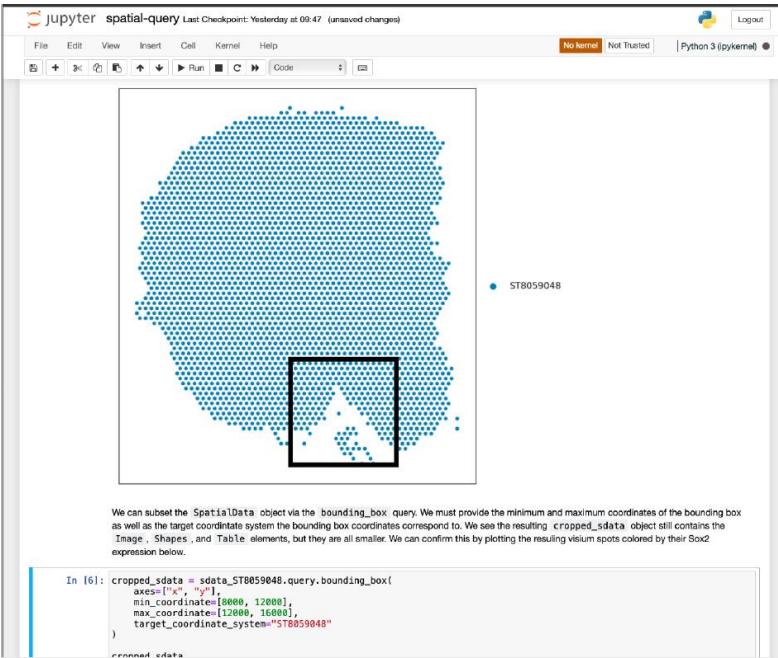 jupyter spatial-query Last Checkpoint: Yesterday at 09:47 (unsaved changes)
Logout
File Edit View Insert Cell Kernel Help
No kernel Not Trusted Python 3 (ipykernel)
Run Code
ST8059048
We can subset the SpatialData object via the bounding_box query. We must provide the minimum and maximum coordinates of the bounding box
as well as the target coordintate system the bounding box coordinates correspond to. We see the resulting cropped_sdata object still contains the
Image, Shapes, and Table elements, but they are all smaller. We can confirm this by plotting the resuling visium spots colored by their Sox2
expression below.
In [6]: cropped_sdata = sdata_ST8059048.query.bounding_box(
axes=["x", "y"],
min_coordinate=[8000, 12000],
max_coordinate=[12000, 16000],
target_coordinate_system="ST8059048"
)
cropped_sdata